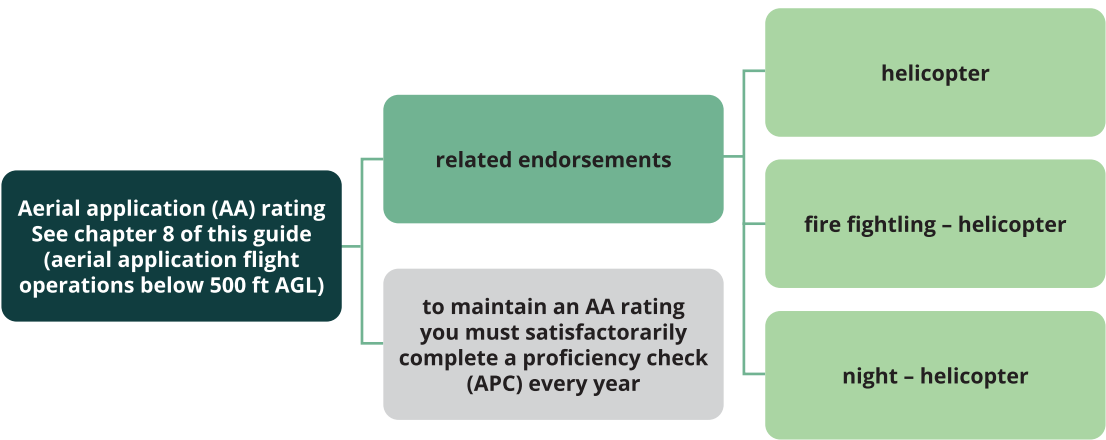 Aerial application (AA) rating
See chapter 8 of this guide
(aerial application flight
operations below 500 ft AGL)
related endorsements
to maintain an AA rating
you must satisfactorarily
complete a proficiency check
(APC) every year
helicopter
fire fightling – helicopter
night – helicopter